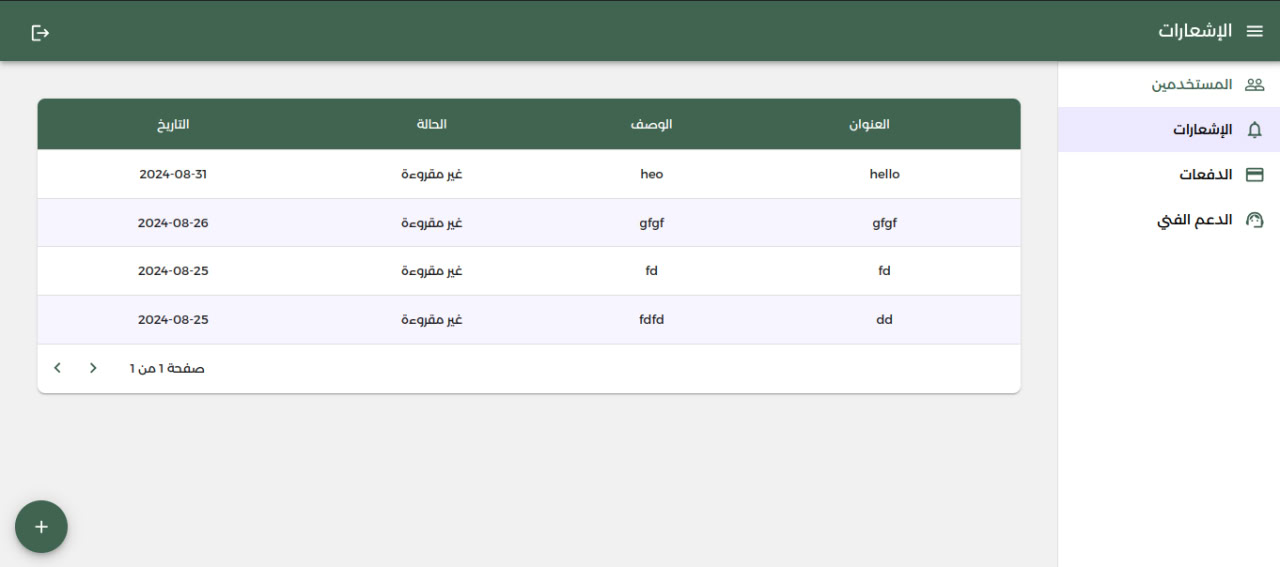 الإشعارات
المستخدمين
الإشعارات
الدفعات
الدعم الفني
العنوان الوصف الحالة التاريخ
hello heo غير مقروءة 2024-08-31
gfgf gfgf غير مقروءة 2024-08-26
fd fd غير مقروءة 2024-08-25
dd fdfd غير مقروءة 2024-08-25
صفحة 1 من 1